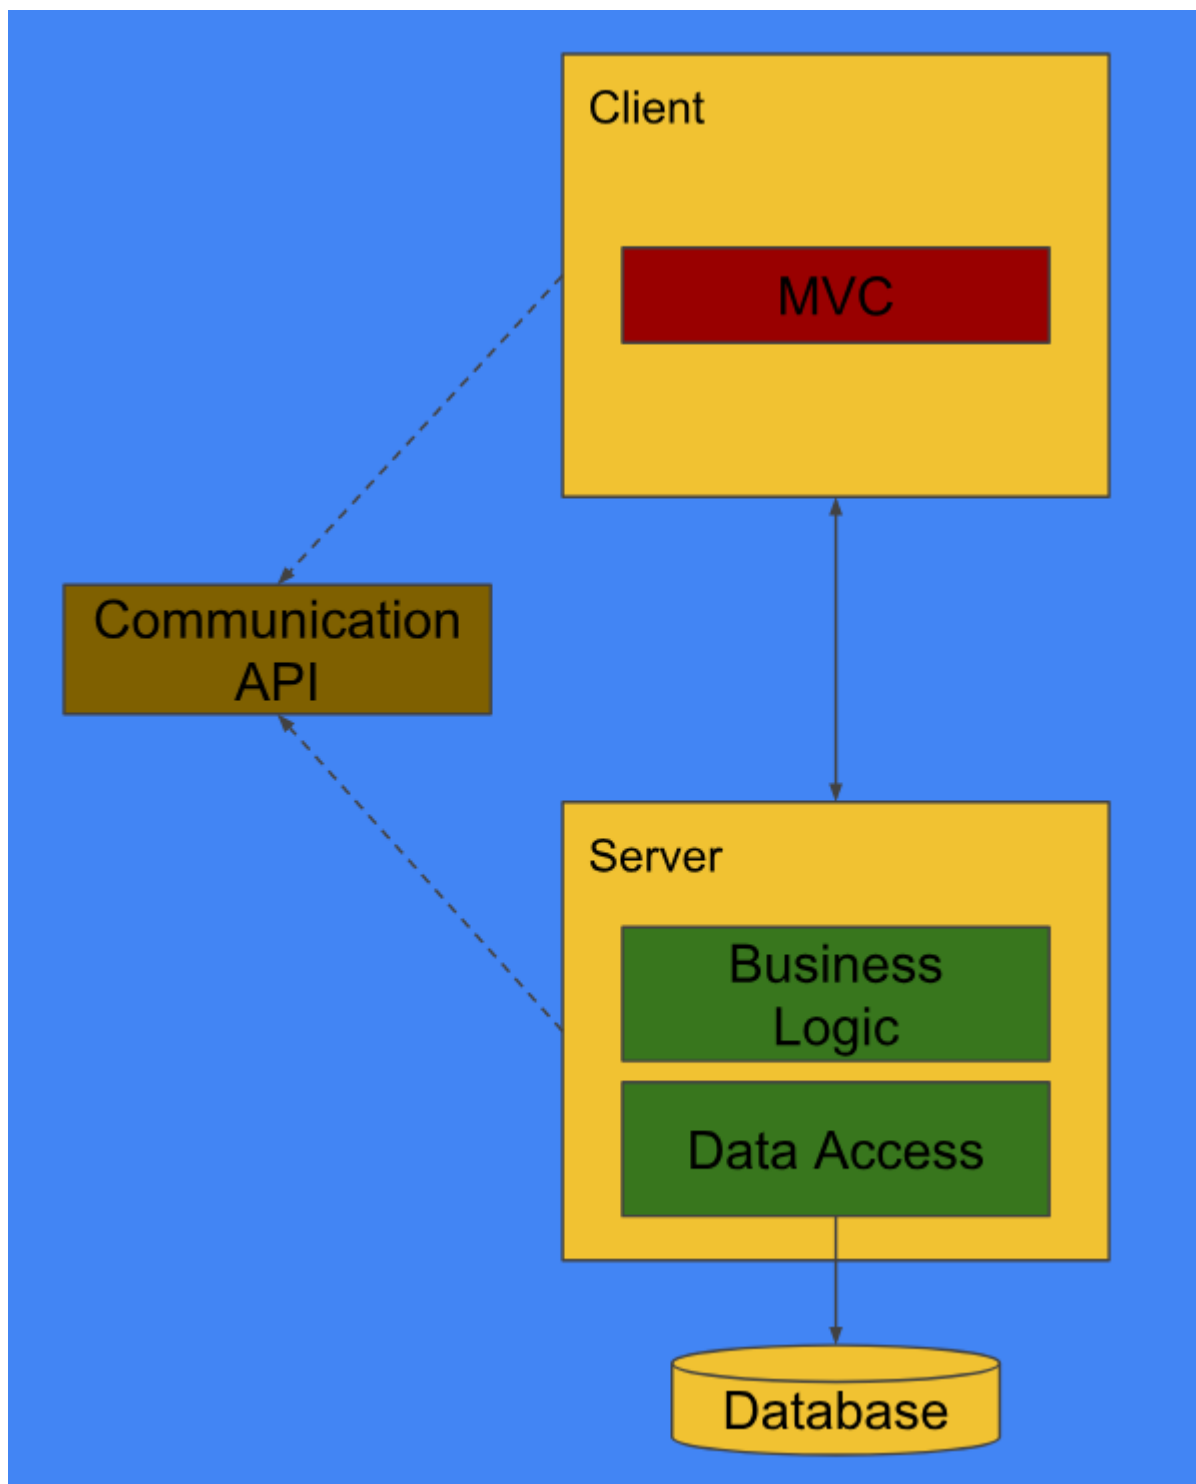 Client
MVC
Communication
API
Server
Business
Logic
Data Access
Database